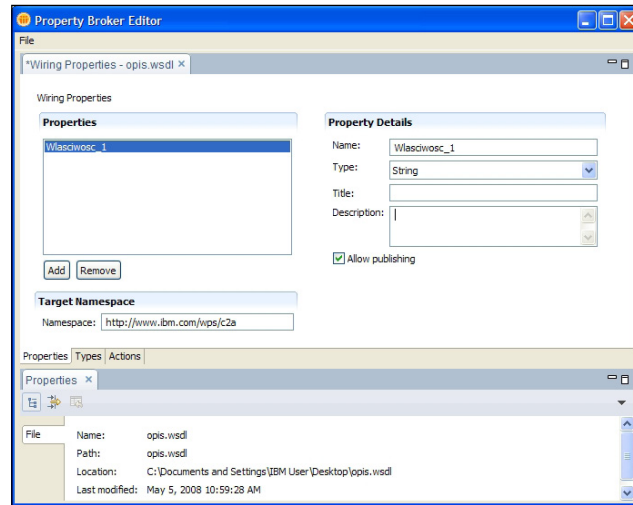 Property Broker Editor
File
*Wiring Properties - opis.wsdl
Wiring Properties
Properties
Wlasciwosc_1
Add Remove
Target Namespace
Namespace: http://www.ibm.com/wps/c2a
Property Details
Name: Wlasciwosc_1
Type: String
Title:
Description:
Allow publishing
Properties Types Actions
Properties
File
Name: opis.wsdl
Path: opis.wsdl
Location: C:\Documents and Settings\IBM User\Desktop\opis.wsdl
Last modified: May 5, 2008 10:59:28 AM